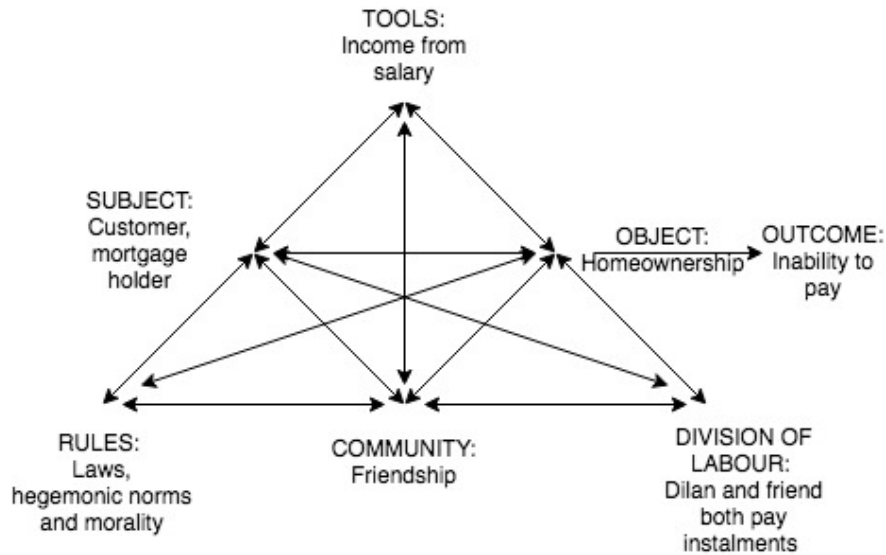 TOOLS:
Income from
salary
SUBJECT:
Customer,
mortgage
holder
OBJECT:
Homeownership
OUTCOME:
Inability to
pay
RULES:
Laws,
hegemonic norms
and morality
COMMUNITY:
Friendship
DIVISION OF
LABOUR:
Dilan and friend
both pay
instalments